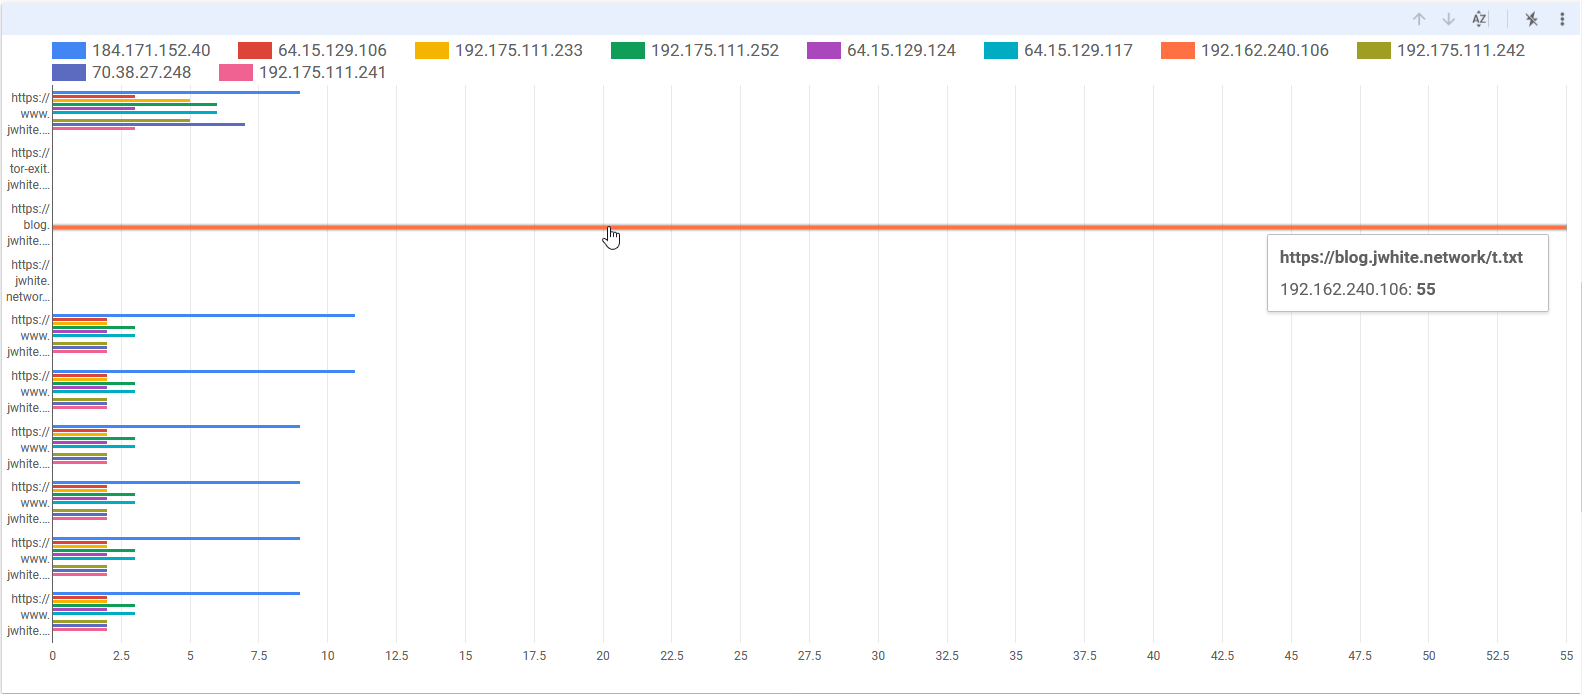 AZ
184.171.152.40 64.15.129.106 192.175.111.233 192.175.111.252 64.15.129.124 64.15.129.117 192.162.240.106 192.175.111.242
70.38.27.248 192.175.111.241
https://
www.
jwhite....
https://
tor-exit.
jwhite....
https://
blog.
jwhite....
https://blog.jwhite.network/t.txt
192.162.240.106: 55
https://
jwhite.
networ...
https://
www.
jwhite....
https://
www.
jwhite....
https://
www.
jwhite....
https://
www.
jwhite....
https://
www.
jwhite....
https://
www.
jwhite....
0 2.5 5 7.5 10 12.5 15 17.5 20 22.5 25 27.5 30 32.5 35 37.5 40 42.5 45 47.5 50 52.5 55